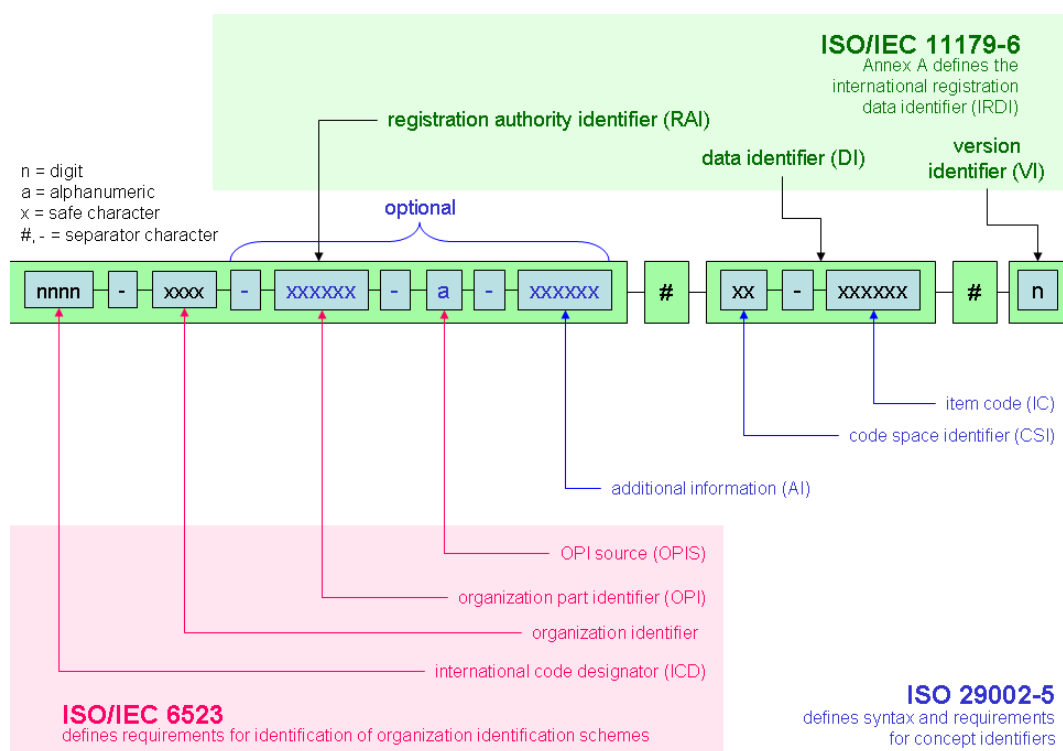 ISO/IEC 11179-6
Annex A defines the
international registration
data identifier (IRDI)
registration authority identifier (RAI)
data identifier (DI)
version
identifier (VI)
n = digit
a = alphanumeric
x = safe character
#,- = separator character
optional
nnnn - xxxx - xxxxxx - a - xxxxxx # xx - xxxxxx # n
item code (IC)
code space identifier (CSI)
additional information (AI)
OPI source (OPIS)
organization part identifier (OPI)
organization identifier
international code designator (ICD)
ISO/IEC 6523
defines requirements for identification of organization identification schemes
ISO 29002-5
defines syntax and requirements
for concept identifiers